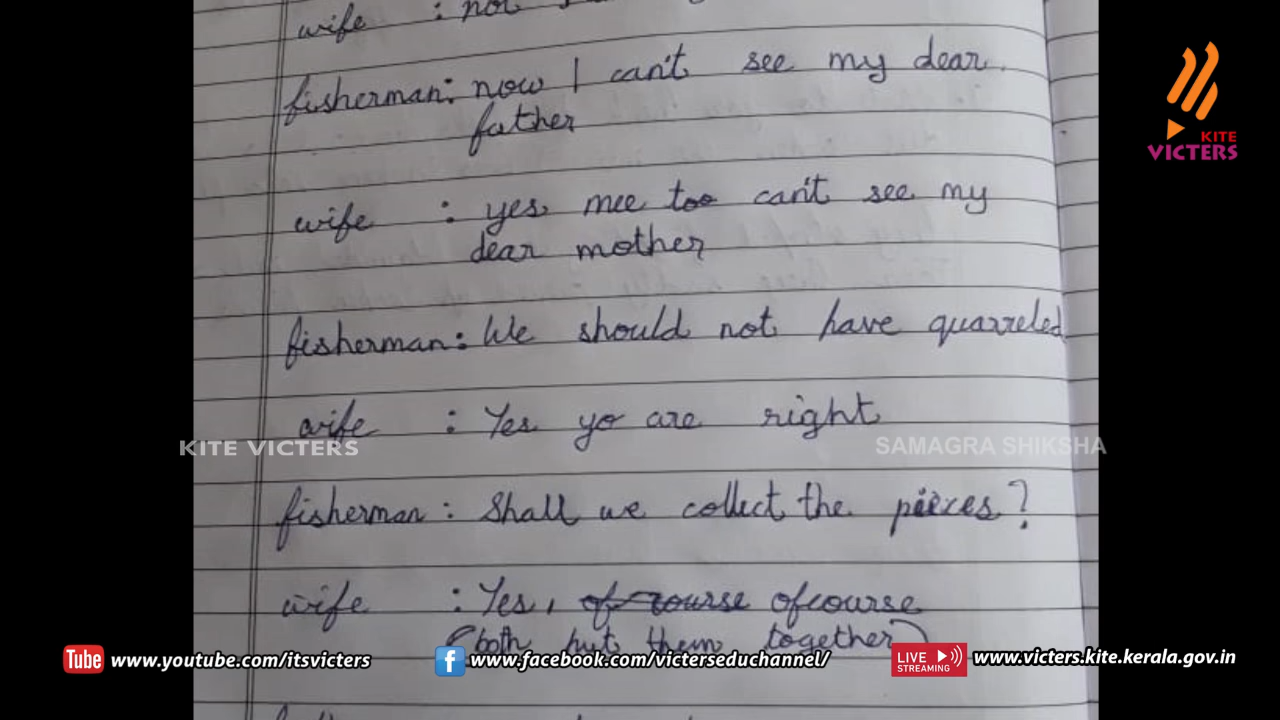 wife : not
fisherman: now I can't see my dear.
father
wife : yes, mee too can't see my
dear mother
fisherman: We should not have quarreled
wife : Yes yo are right
fisherman : Shall we collect the pieces?
wife : Yes, of course ofcourse
(both put them together)
KITE
VICTERS
KITE VICTERS
SAMAGRA SHIKSHA
Tube www.youtube.com/itsvicters
f www.facebook.com/victerseduchannel/
LIVE STREAMING www.victers.kite.kerala.gov.in